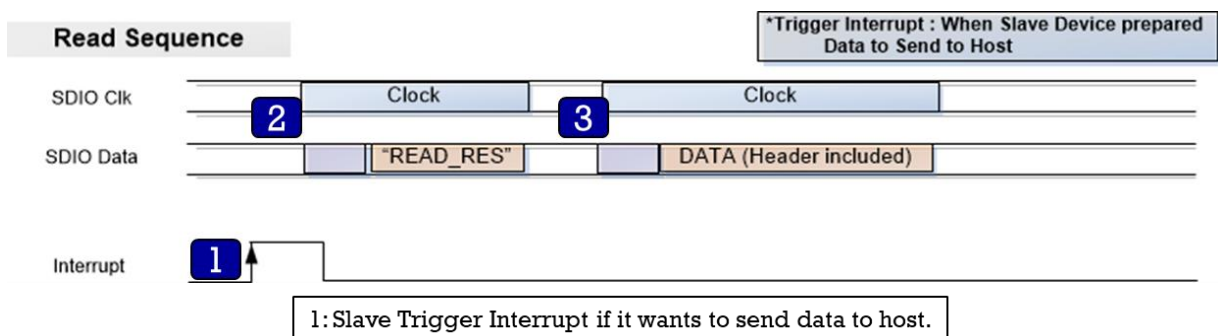 Read Sequence
*Trigger Interrupt : When Slave Device prepared
Data to Send to Host
SDIO Clk
2
Clock
3
Clock
SDIO Data
"READ_RES"
DATA (Header included)
Interrupt
1
1: Slave Trigger Interrupt if it wants to send data to host.